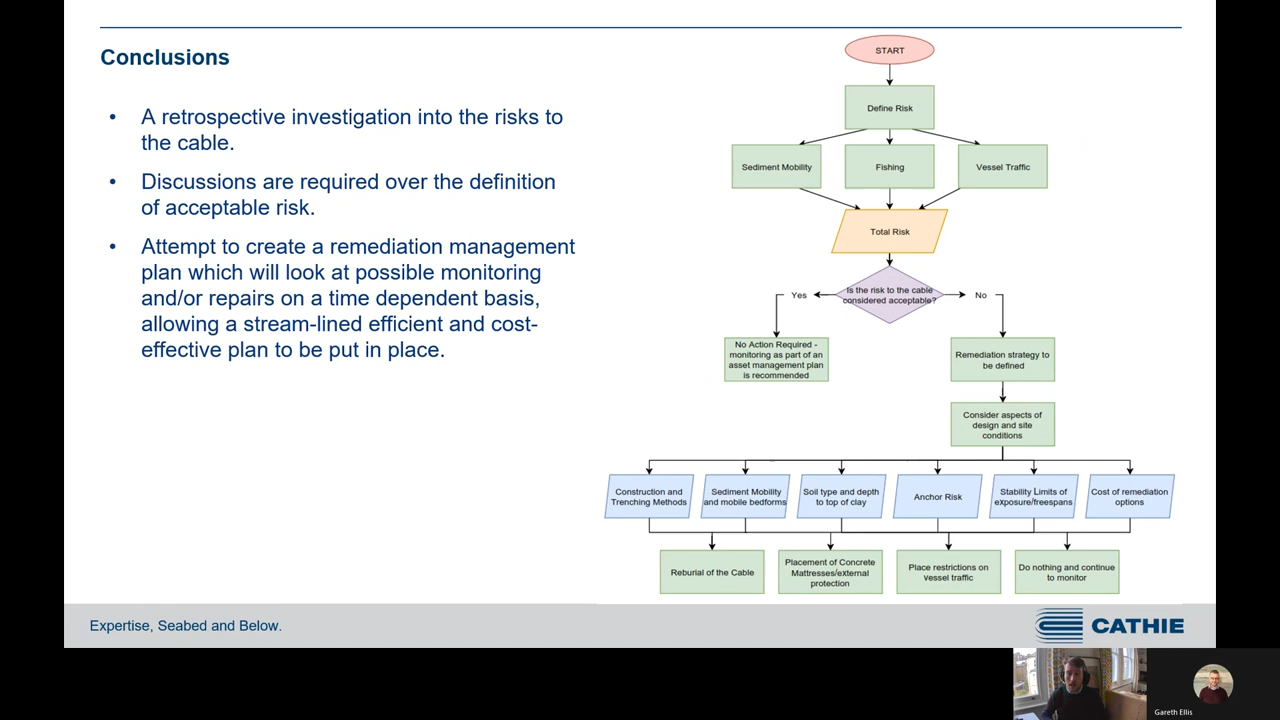 Conclusions
• A retrospective investigation into the risks to
the cable.
• Discussions are required over the definition
of acceptable risk.
• Attempt to create a remediation management
plan which will look at possible monitoring
and/or repairs on a time dependent basis,
allowing a stream-lined efficient and cost-
effective plan to be put in place.
START
Define Risk
Sediment Mobility
Fishing
Vessel Traffic
Total Risk
Is the risk to the cable
considered acceptable?
Yes
No
No Action Required -
monitoring as part of an
asset management plan
is recommended
Remediation strategy to
be defined
Consider aspects of
design and site
conditions
Construction and
Trenching Methods
Sediment Mobility
and mobile bedforms
Soil type and depth
to top of clay
Anchor Risk
Stability Limits of
exposure/freespans
Cost of remediation
options
Reburial of the Cable
Placement of Concrete
Mattresses/external
protection
Place restrictions on
vessel traffic
Do nothing and continue
to monitor
Expertise, Seabed and Below.
CATHIE
Gareth Ellis